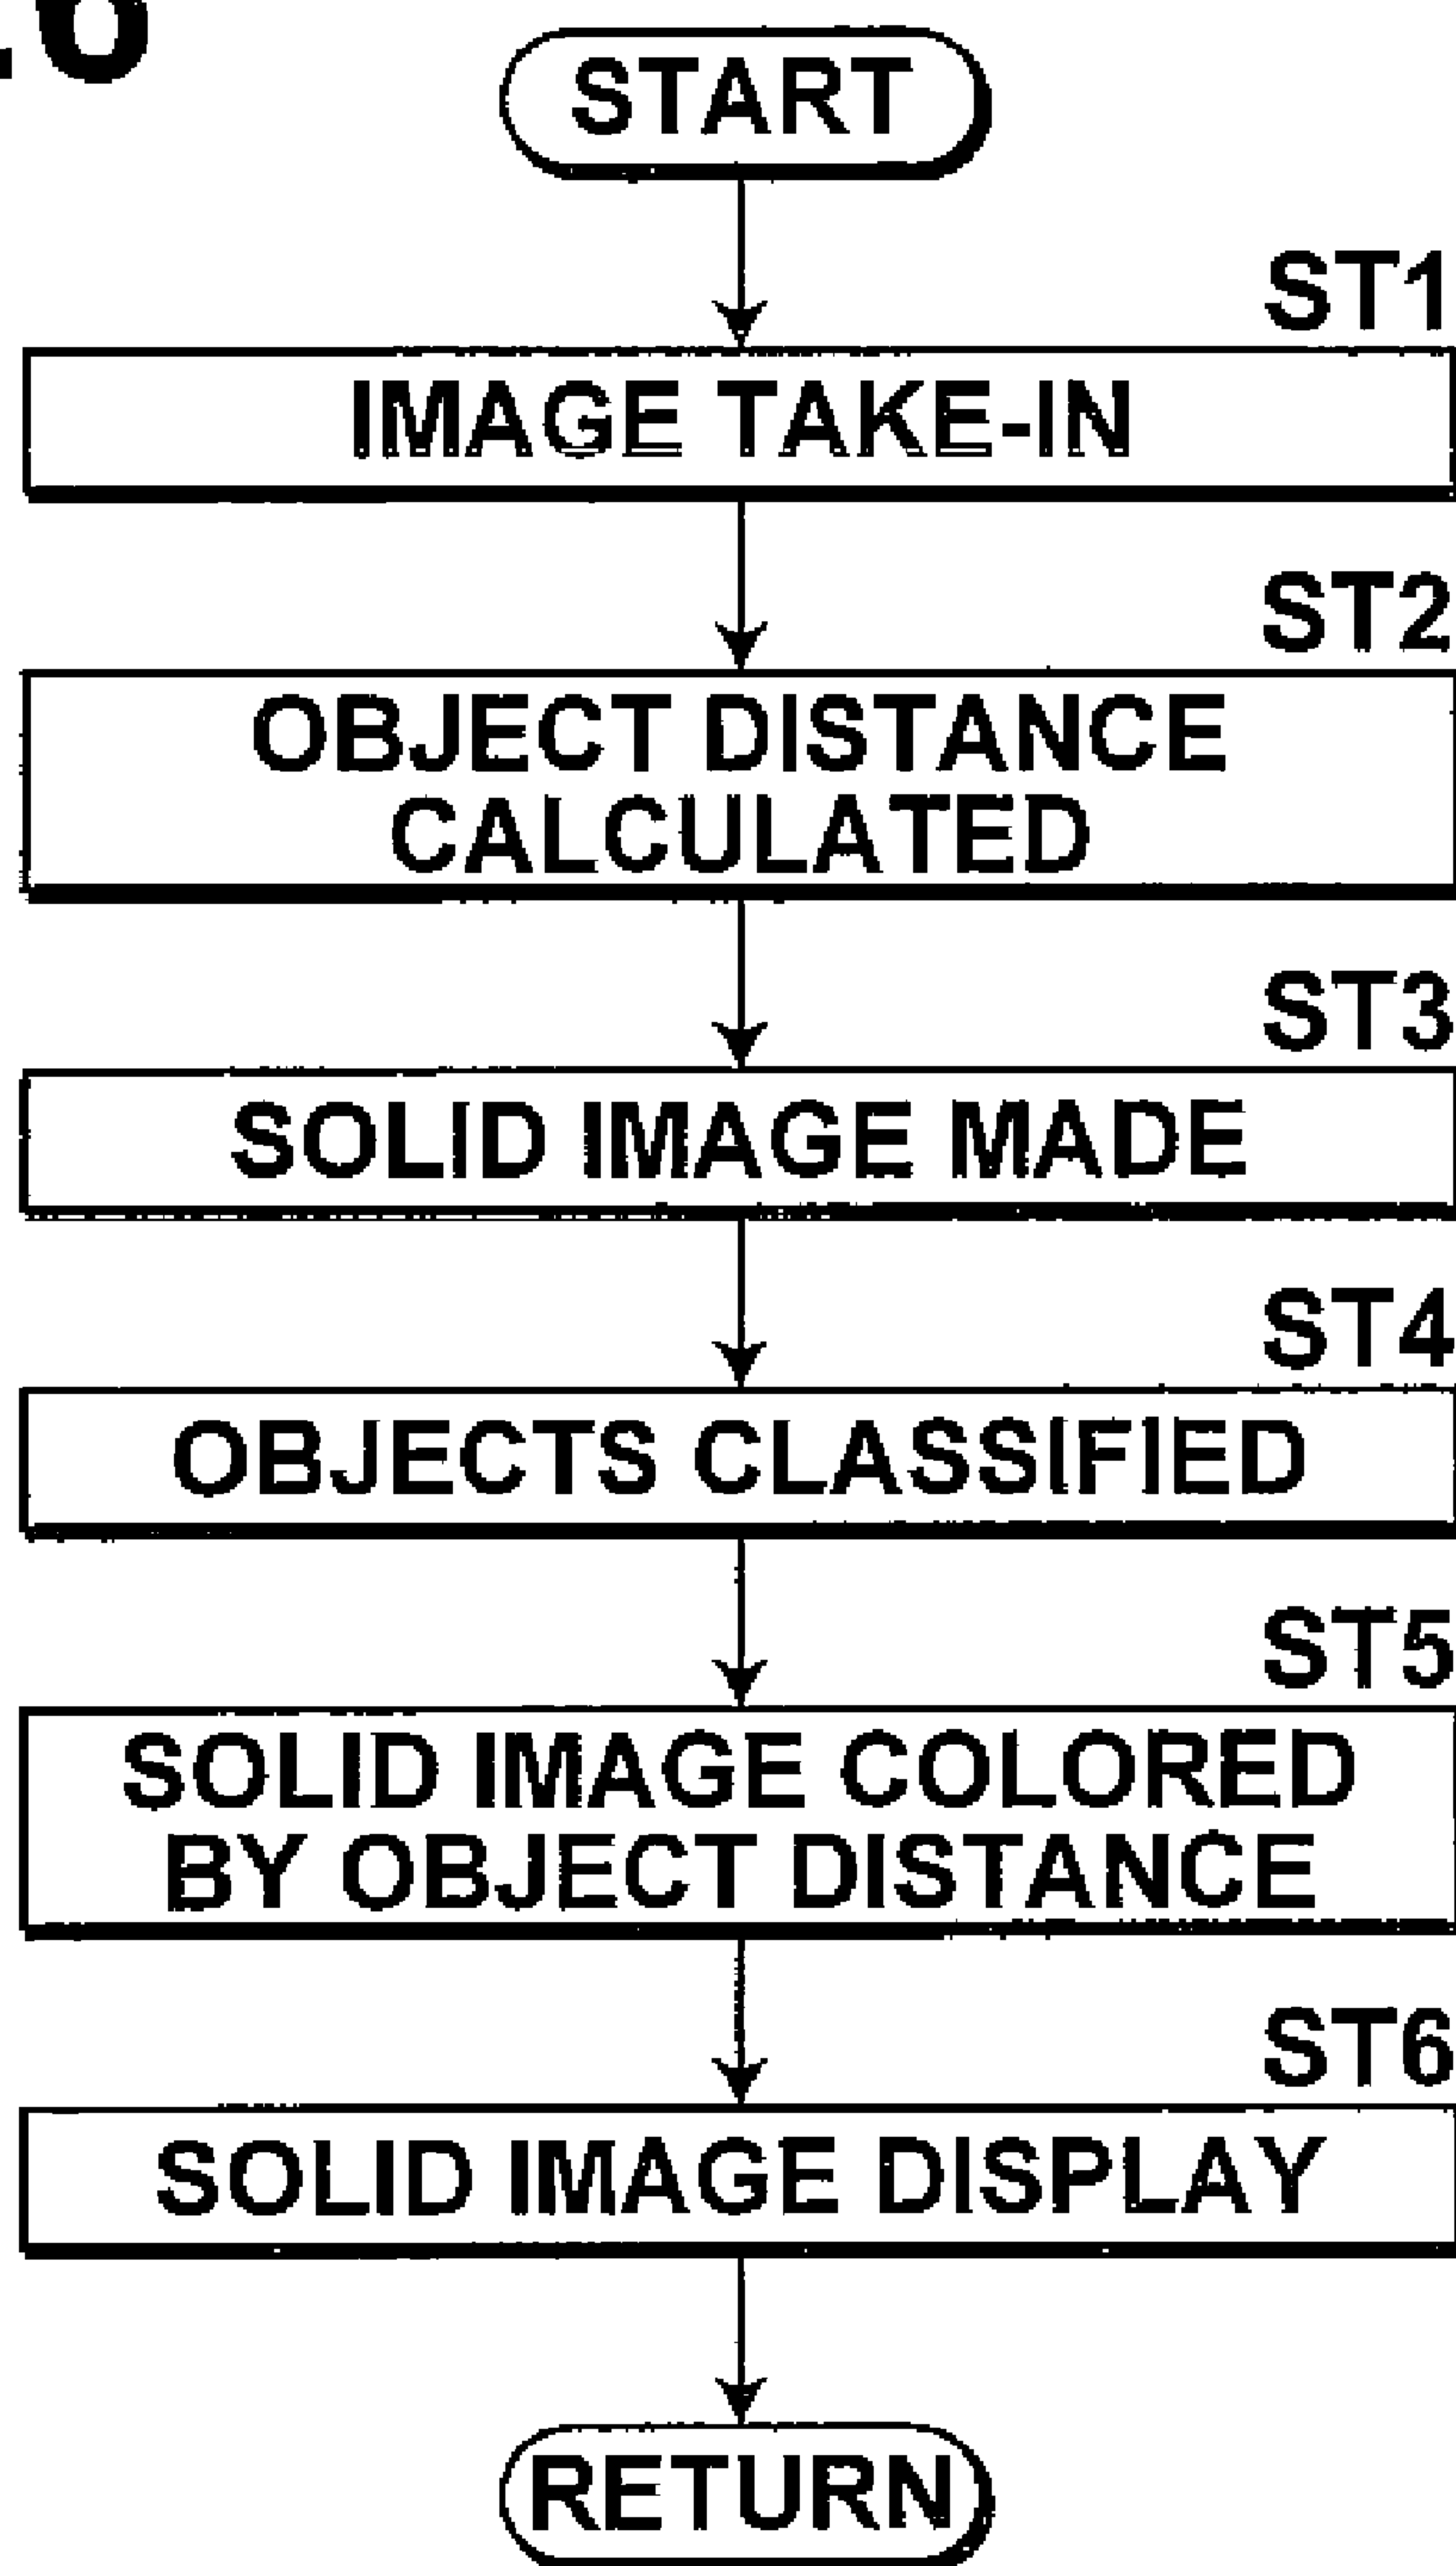 START
ST1
IMAGE TAKE-IN
ST2
OBJECT DISTANCE
CALCULATED
ST3
SOLID IMAGE MADE
ST4
OBJECTS CLASSIFIED
ST5
SOLID IMAGE COLORED
BY OBJECT DISTANCE
ST6
SOLID IMAGE DISPLAY
RETURN